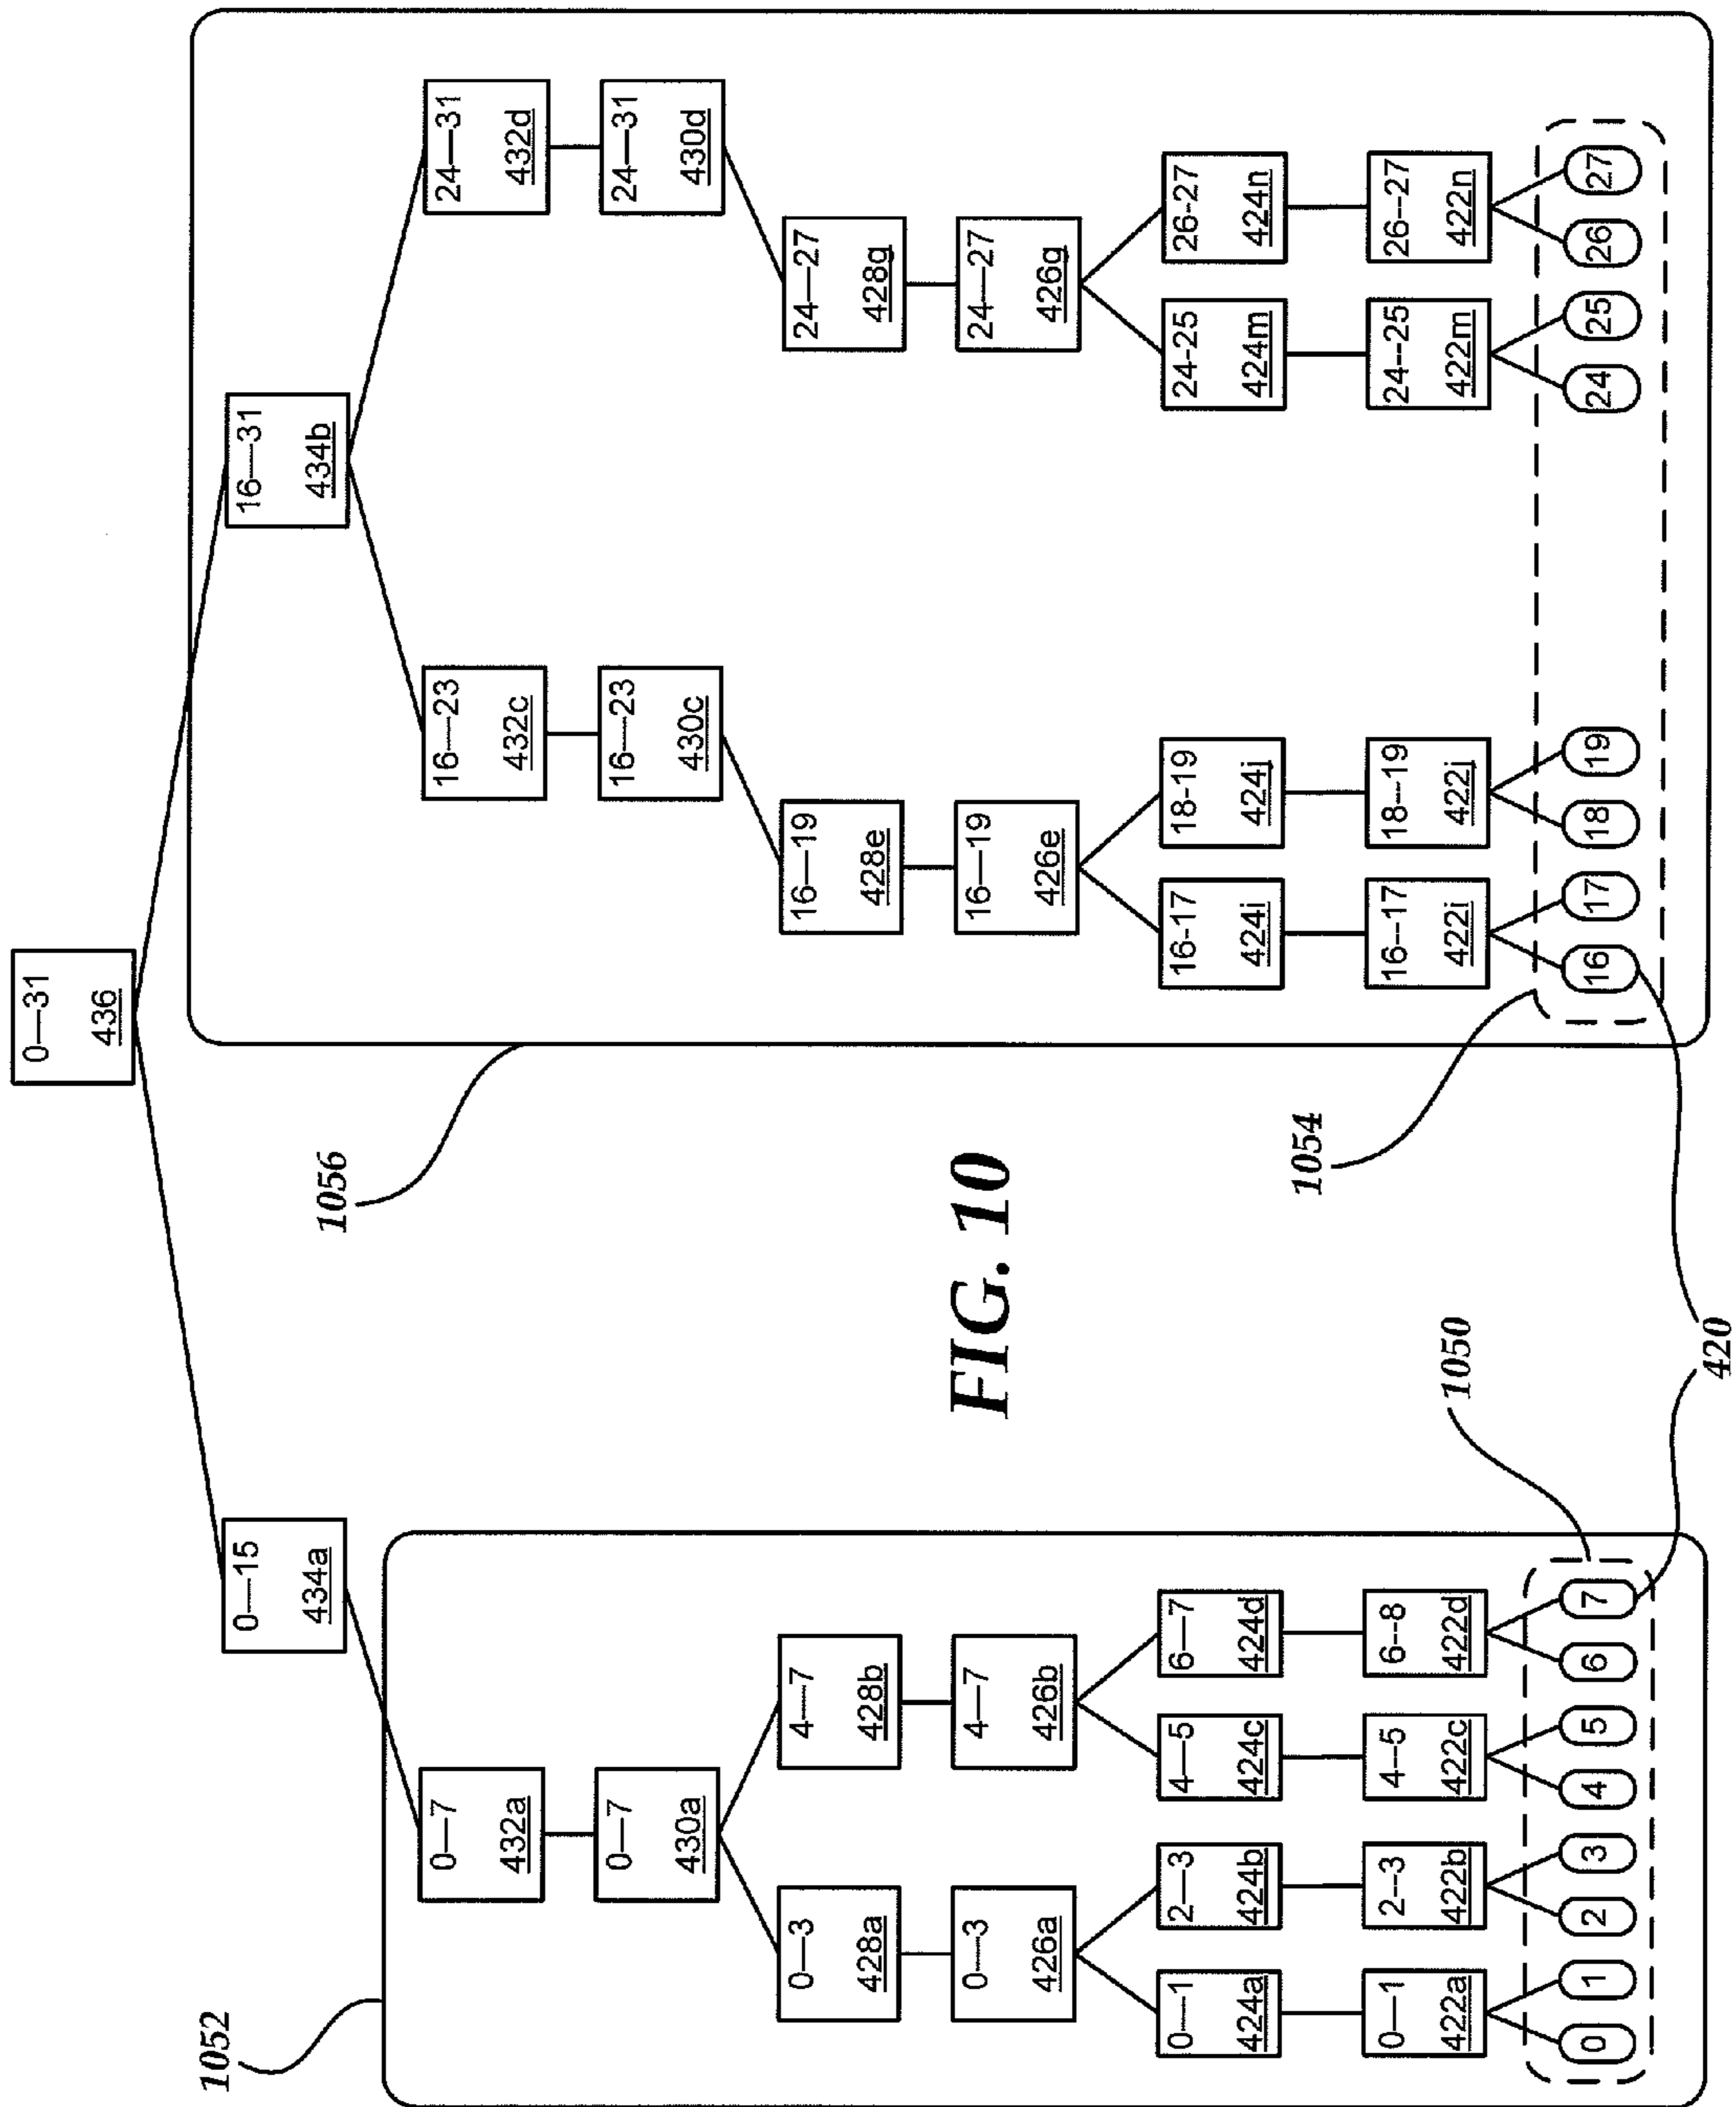 0—31
436
0—15
434a
16—31
434b
1052
0—7
432a
1056
16—23
432c
24—31
432d
0—7
430a
16—23
430c
24—31
430d
0—3
428a
4—7
428b
16—19
428e
24—27
428g
0—3
426a
4—7
426b
FIG. 10
16—19
426e
24—27
426g
0—1
424a
2—3
424b
4—5
424c
6—7
424d
16-17
424i
18-19
424j
24-25
424m
26-27
424n
0—1
422a
2--3
422b
4--5
422c
6--8
422d
1050
1054
16--17
422i
18--19
422j
24--25
422m
26--27
422n
0 1 2 3 4 5 6 7
16 17 18 19 24 25 26 27
420